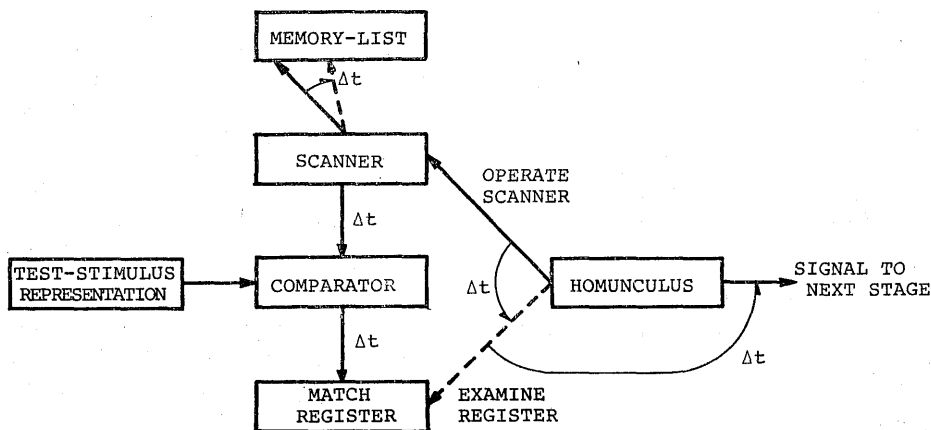 MEMORY-LIST
Δt
SCANNER
OPERATE
SCANNER
Δt
TEST-STIMULUS
REPRESENTATION
COMPARATOR
Δt
HOMUNCULUS
SIGNAL TO
NEXT STAGE
Δt
Δt
MATCH
REGISTER
EXAMINE
REGISTER